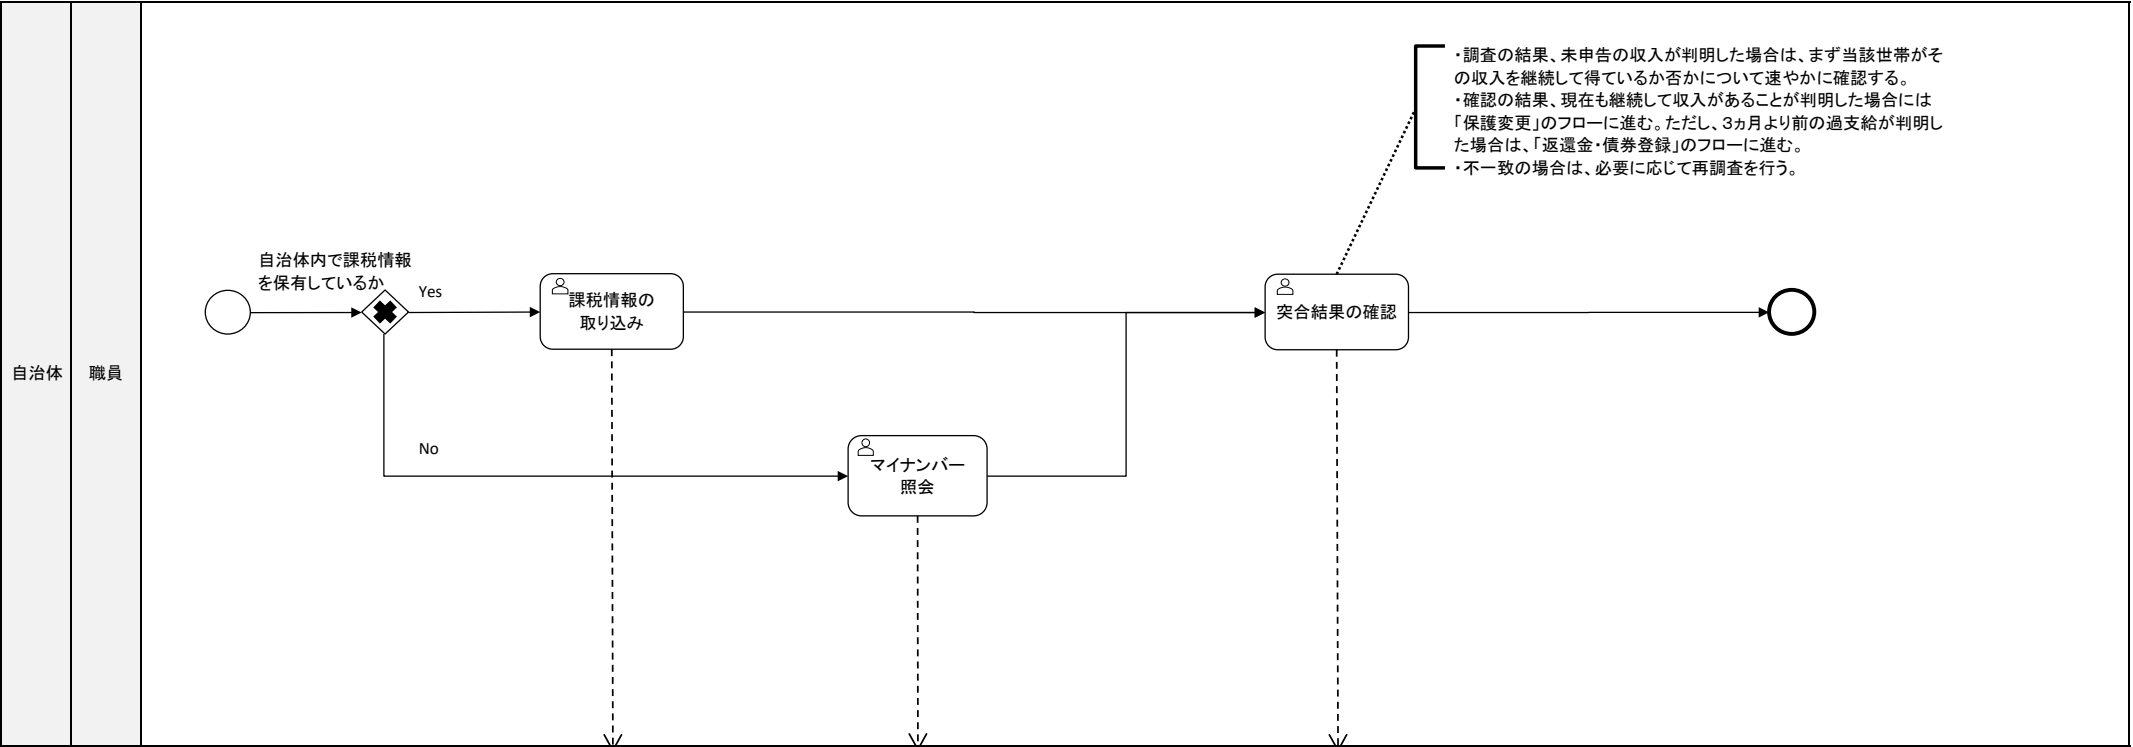 ・調査の結果、未申告の収入が判明した場合は、まず当該世帯がそ
の収入を継続して得ているか否かについて速やかに確認する。
・確認の結果、現在も継続して収入があることが判明した場合には
「保護変更」のフローに進む。ただし、3ヵ月より前の過支給が判明し
た場合は、「返還金・債券登録」のフローに進む。
・不一致の場合は、必要に応じて再調査を行う。
自治体内で課税情報
を保有しているか
Yes
課税情報の
取り込み
突合結果の確認
自治体
職員
No
マイナンバー
照会